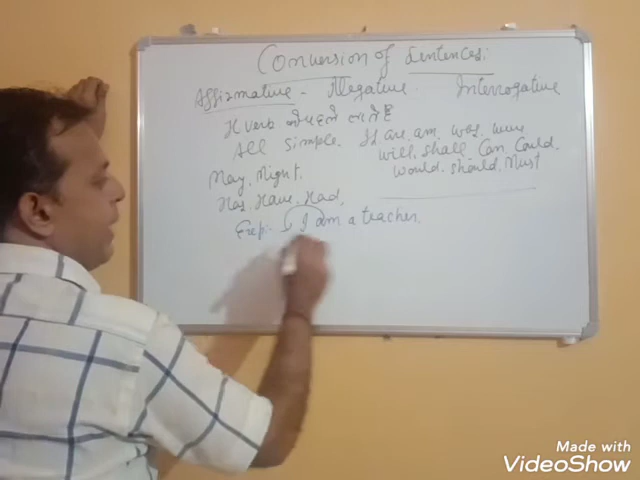 Conversion of Sentences:
Affirmative - Negative. Interrogative
H verb
All Simple. Is are. am. was. were
will. shall. Can. Could.
May. Might. would. should. Must
Has. Have. Had.
I am a teacher.
Made with
VideoShow